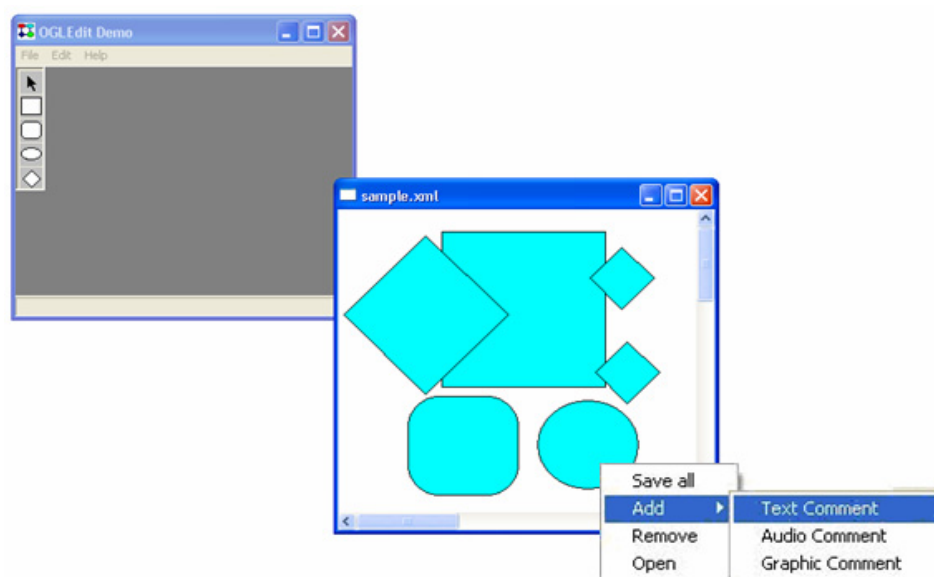 OGLEdit Demo
File Edit Help
sample.xml
Save all
Add
Remove
Open
Text Comment
Audio Comment
Graphic Comment